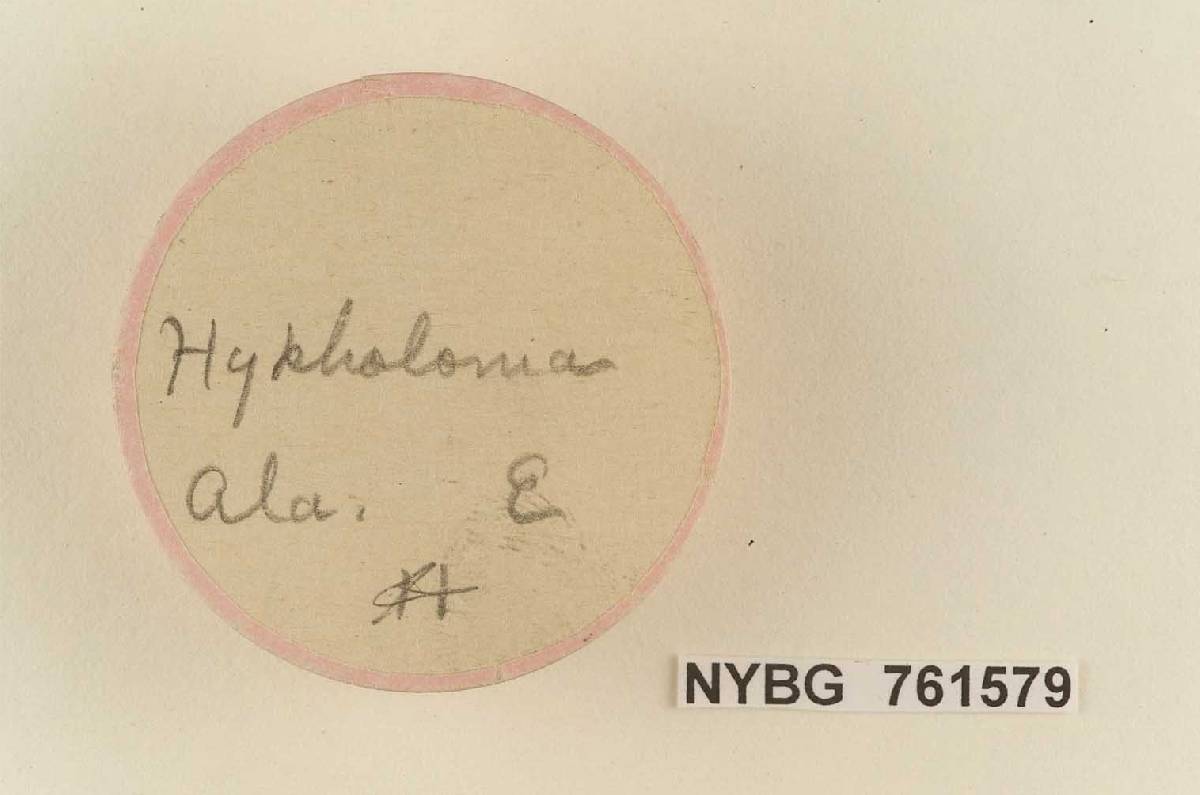 Hypholoma
Ala. E
H
NYBG 761579